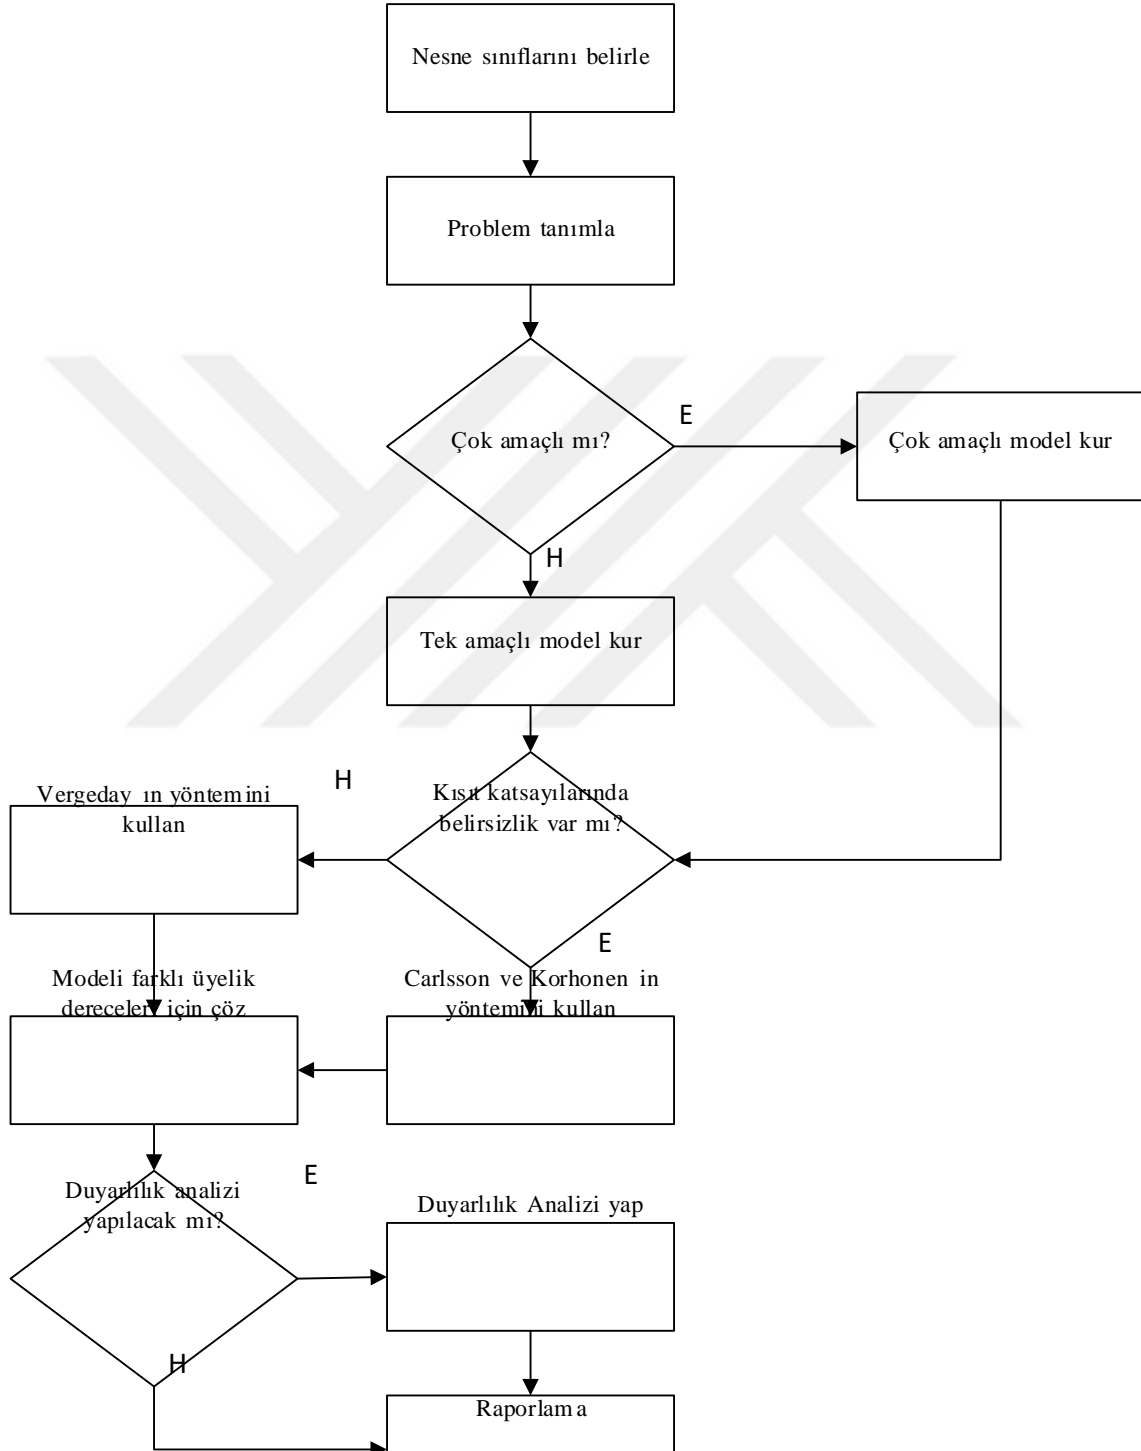 Nesne sınıflarını belirle
Problem tanımla
Çok amaçlı mı?
E
Çok amaçlı model kur
H
Tek amaçlı model kur
H
Vergeday ın yöntemini
kullan
Kısıt katsayılarında
belirsizlik var mı?
E
Modeli farklı üyelik
dereceleri için çöz
Carlsson ve Korhonen in
yöntemini kullan
E
Duyarlılık analizi
yapılacak mı?
Duyarlılık Analizi yap
H
Raporlama